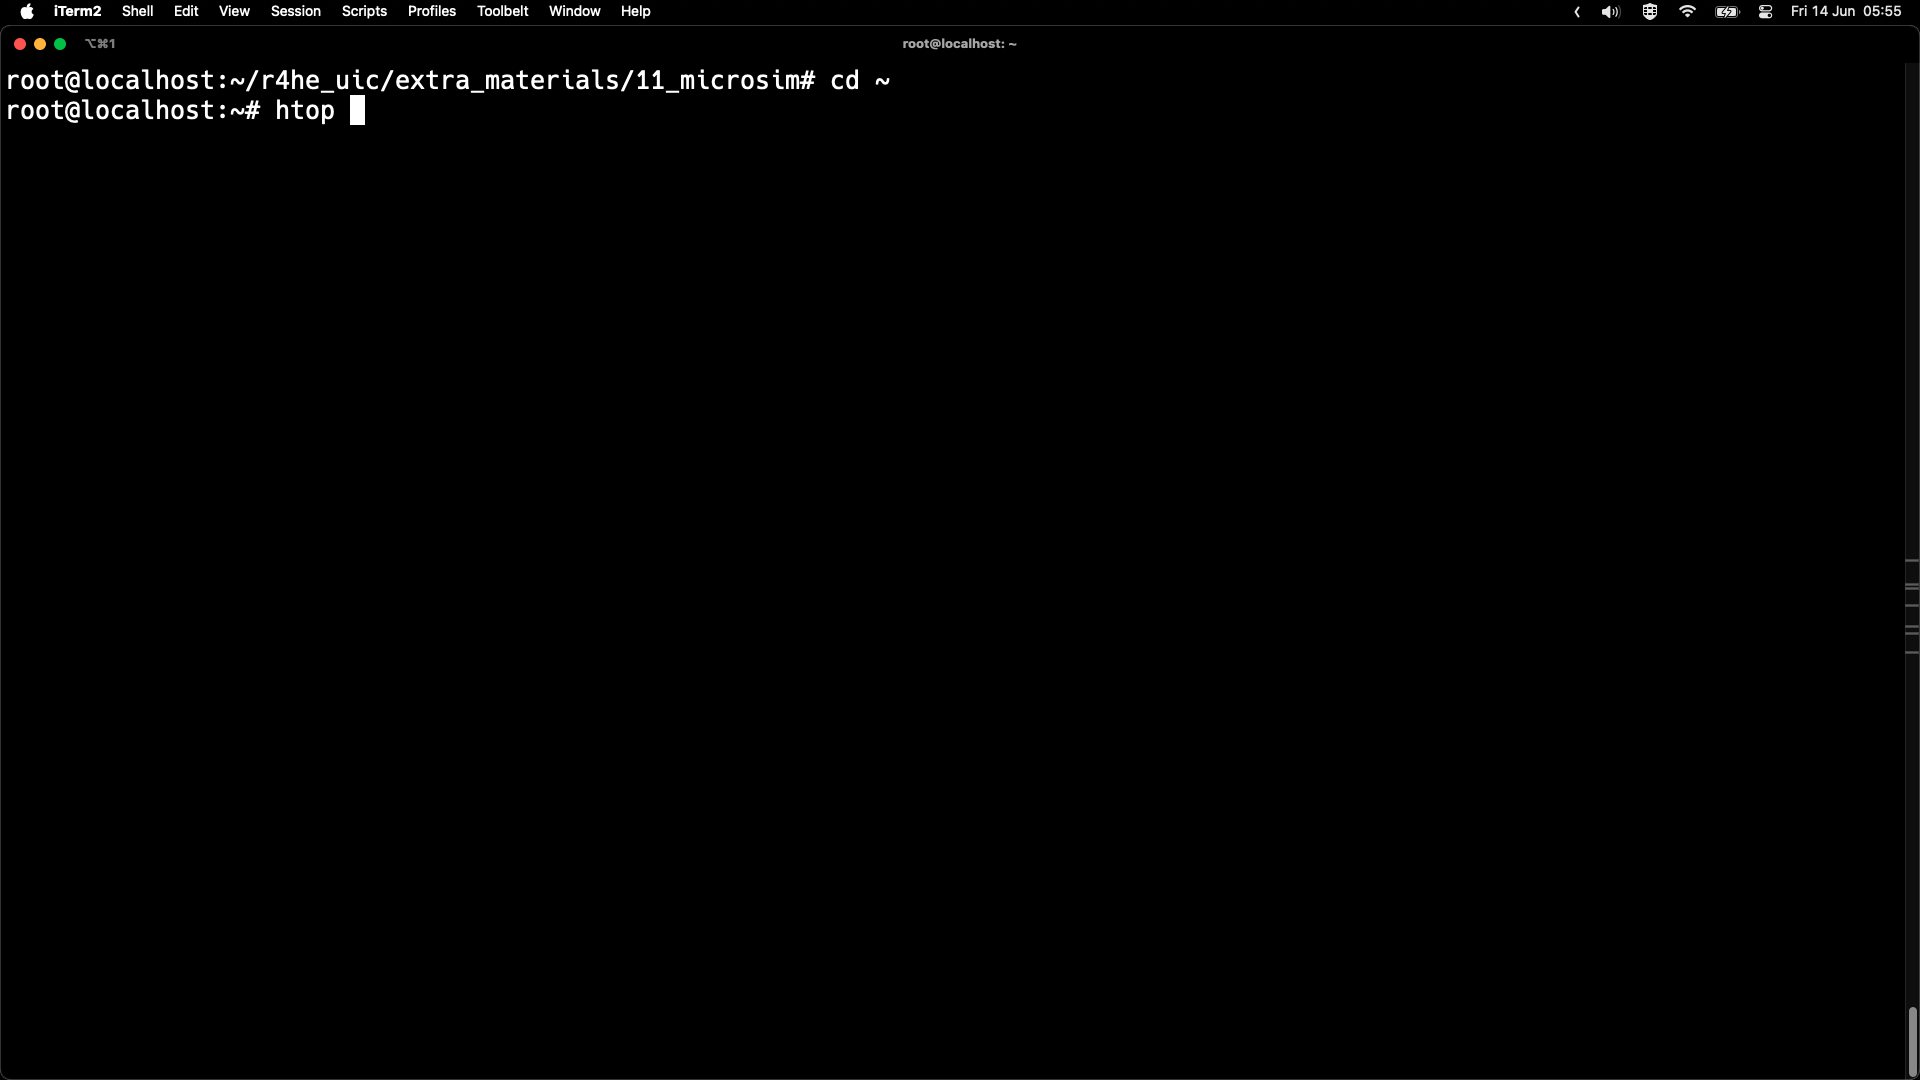 iTerm2 Shell Edit View Session Scripts Profiles Toolbelt Window Help Fri 14 Jun 05:55
⌥⌘1 root@localhost: ~
root@localhost:~/r4he_uic/extra_materials/11_microsim# cd ~
root@localhost:~# htop